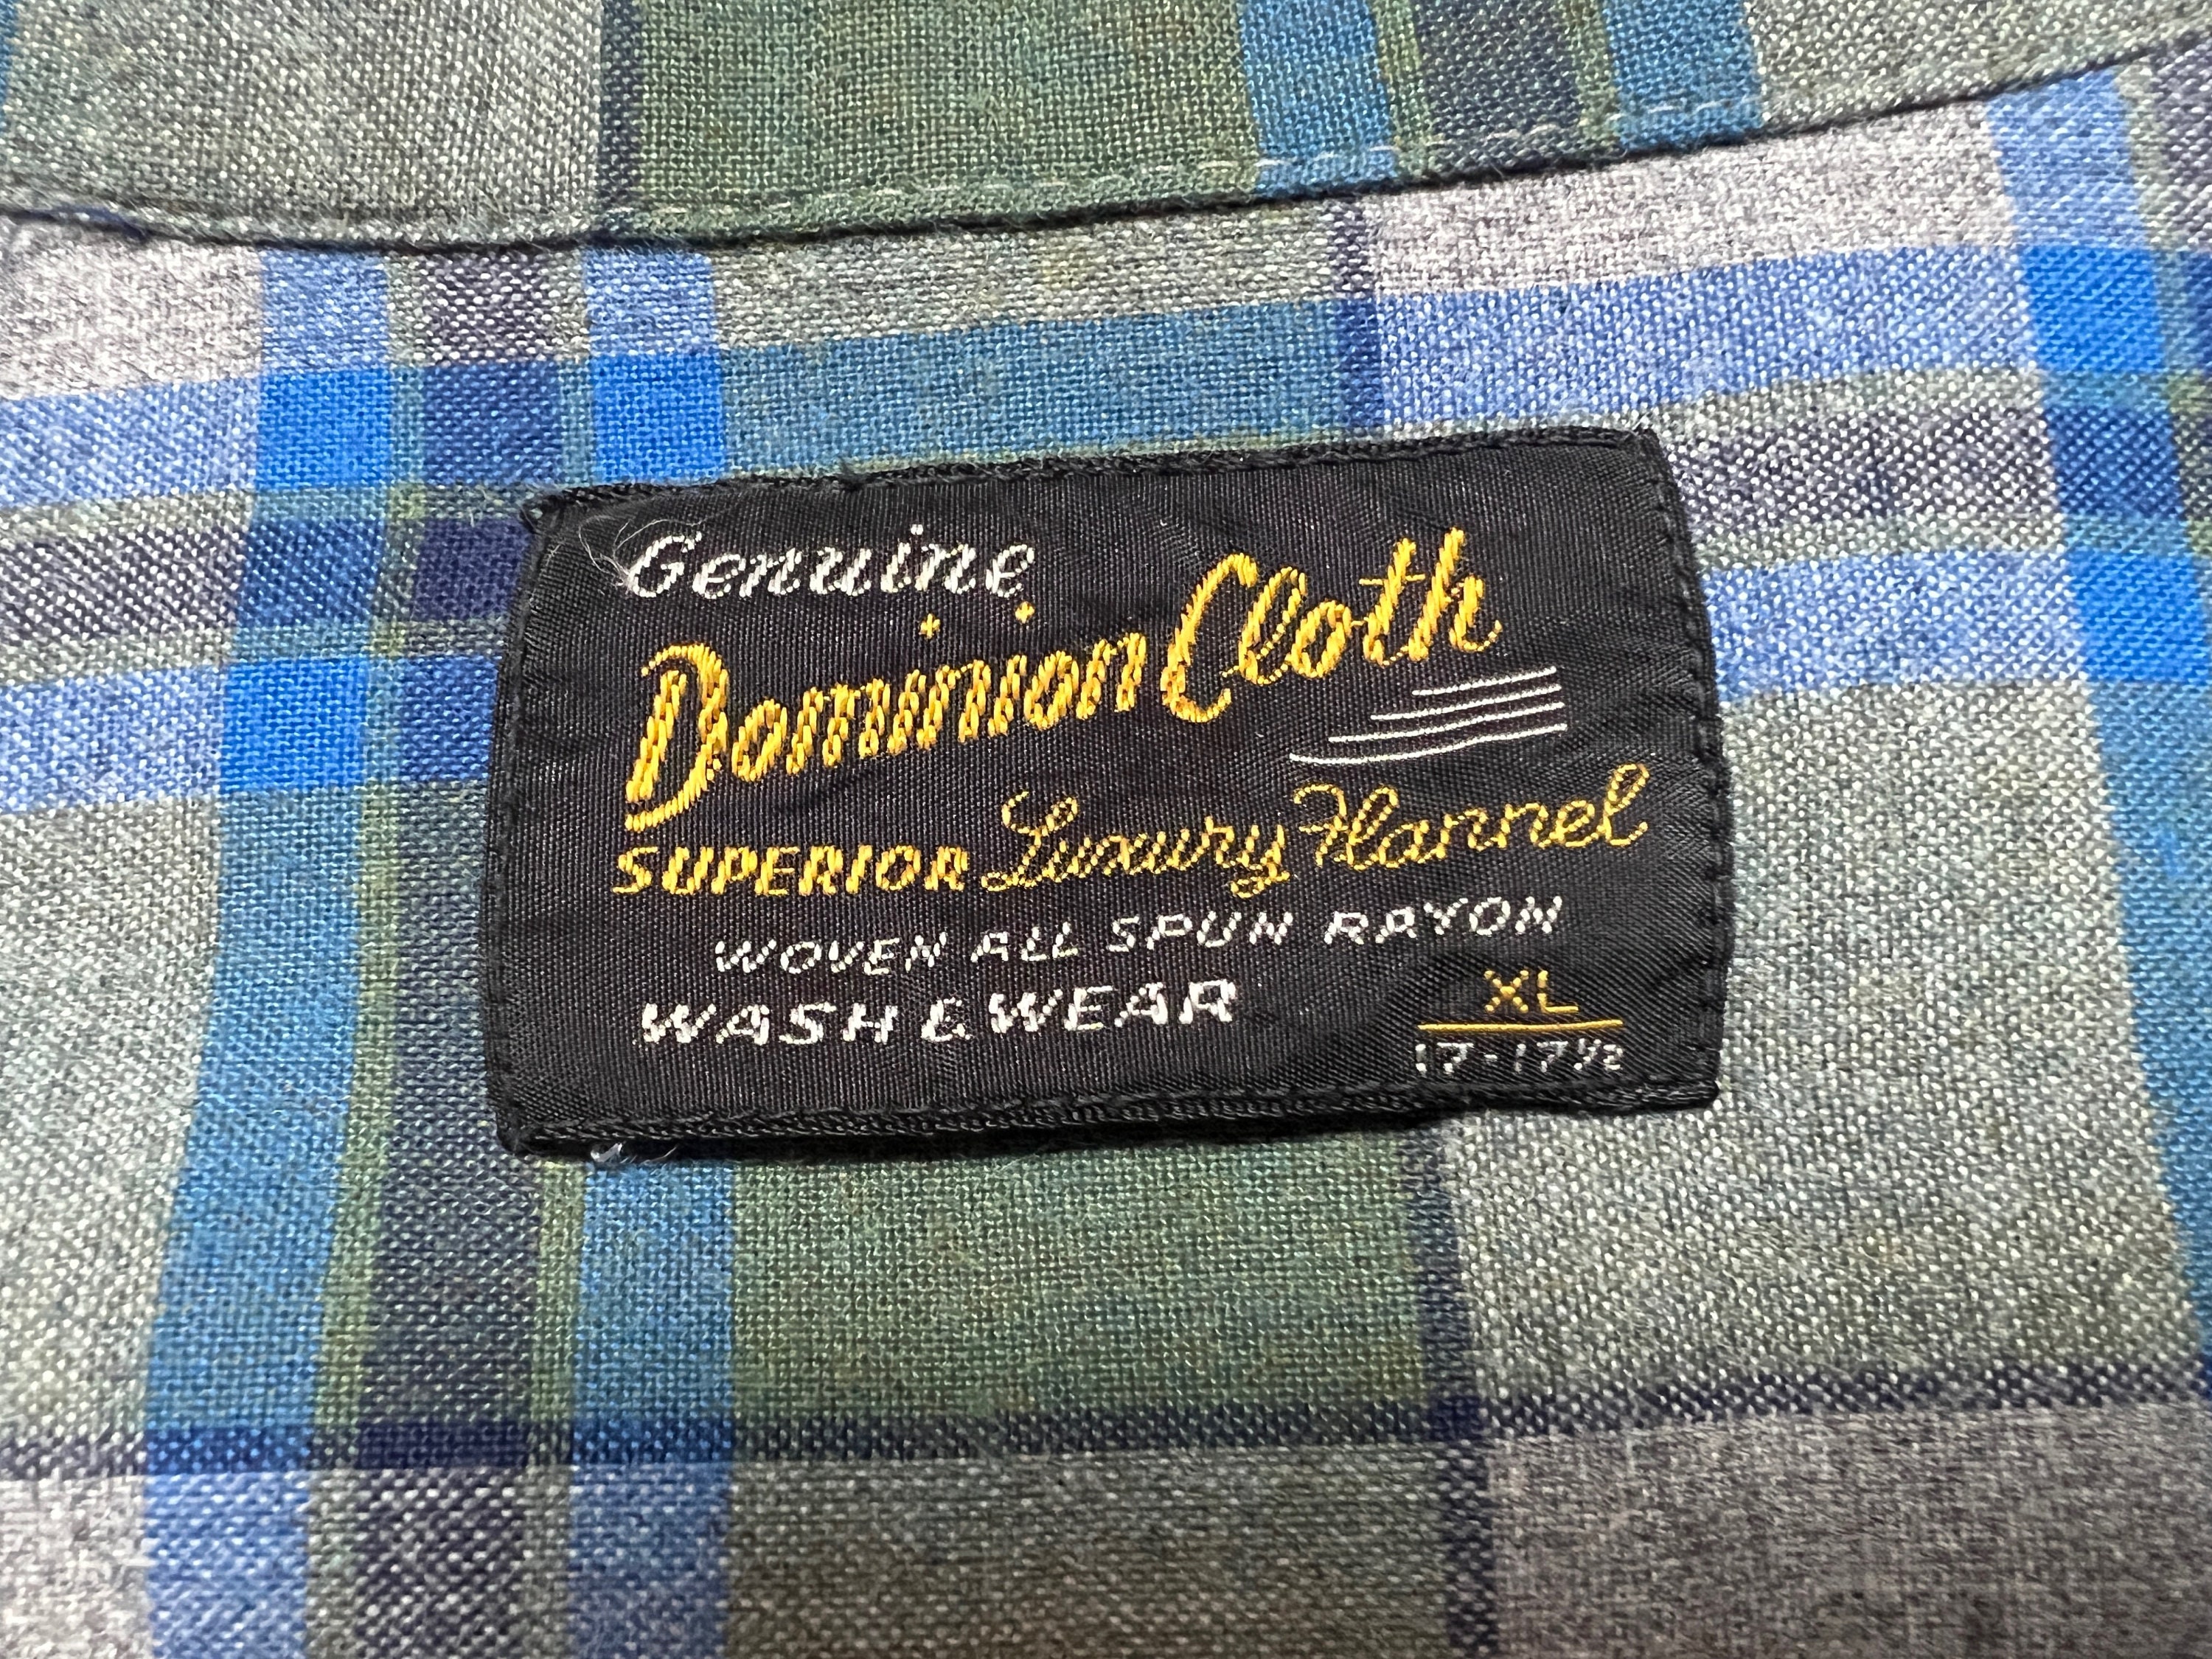 Genuine
Dominion Cloth
SUPERIOR Luxury Flannel
WOVEN ALL SPUN RAYON
WASH & WEAR
XL
17-17½